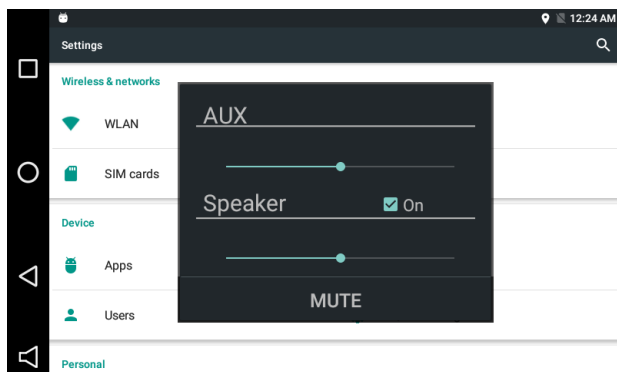 12:24 AM
Settings
Wireless & networks
WLAN
SIM cards
Device
Apps
Users
Personal
AUX
Speaker
On
MUTE